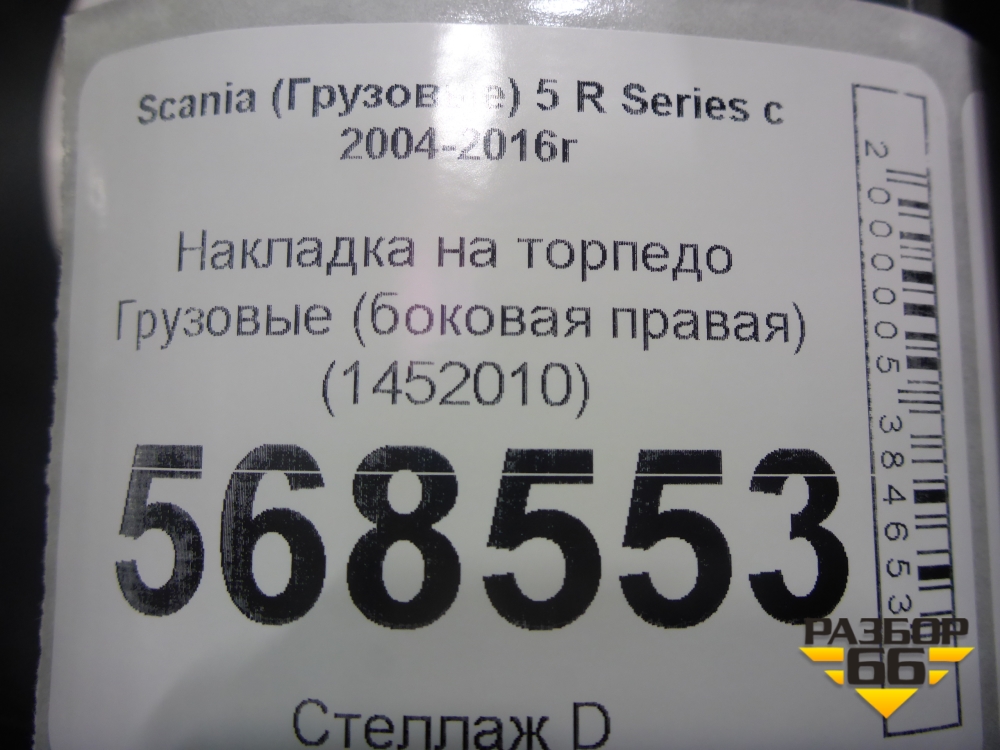 Scania (Грузовые) 5 R Series с
2004-2016г
Накладка на торпедо
Грузовые (боковая правая)
(1452010)
568553
Стеллаж D
2000005384653
РАЗБОР
66